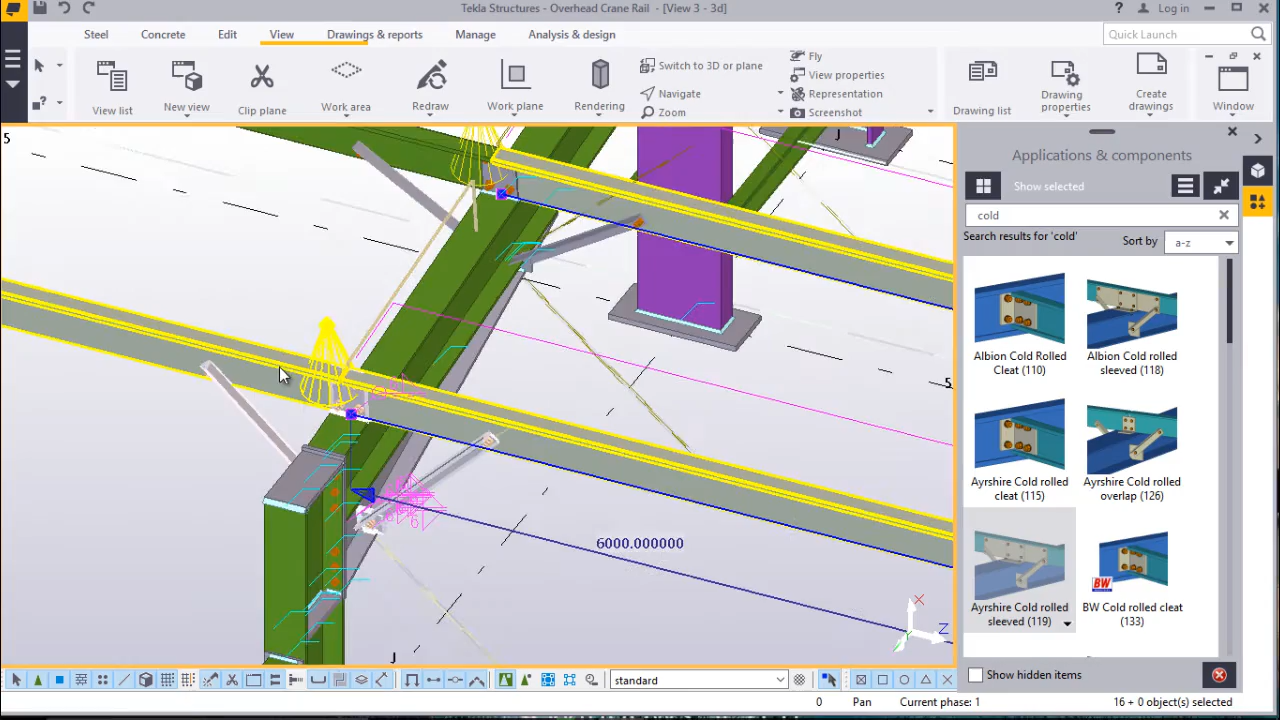 Tekla Structures - Overhead Crane Rail - [View 3 - 3d]
? Log in
Steel Concrete Edit View Drawings & reports Manage Analysis & design
Quick Launch
View list
New view
Clip plane
Work area
Redraw
Work plane
Rendering
Switch to 3D or plane
Navigate
Zoom
Fly
View properties
Representation
Screenshot
Drawing list
Drawing properties
Create drawings
Window
5
J
5
6000.000000
X
Z
Y
J
Applications & components
Show selected
cold
Search results for 'cold'
Sort by
a-z
Albion Cold Rolled
Cleat (110)
Albion Cold rolled
sleeved (118)
Ayrshire Cold rolled
cleat (115)
Ayrshire Cold rolled
overlap (126)
Ayrshire Cold rolled
sleeved (119)
BW
BW Cold rolled cleat
(133)
Show hidden items
standard
0 Pan Current phase: 1 16 + 0 object(s) selected